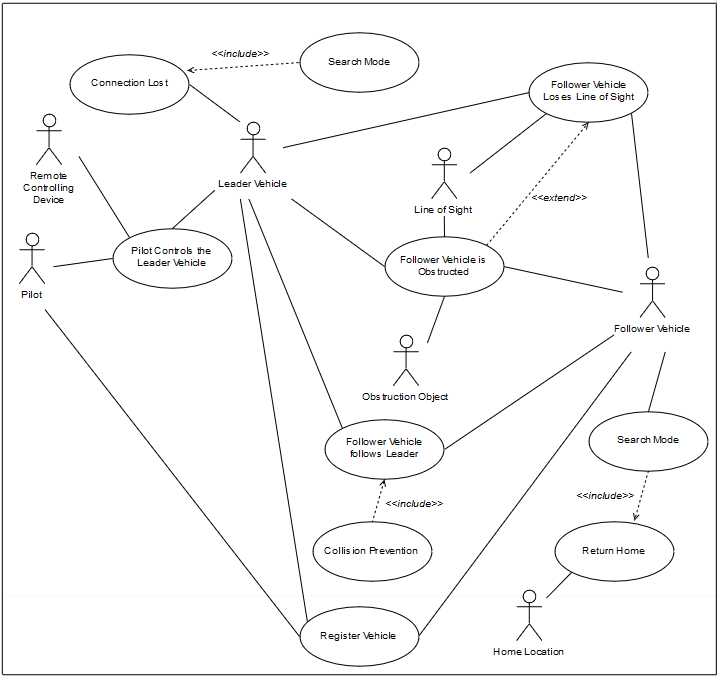 <<include>>
Search Mode
Connection Lost
Follower Vehicle
Loses Line of Sight
Remote
Controlling
Device
Leader Vehicle
<<extend>>
Line of Sight
Pilot Controls the
Leader Vehicle
Follower Vehicle is
Obstructed
Pilot
Follower Vehicle
Obstruction Object
Follower Vehicle
follows Leader
Search Mode
<<include>>
<<include>>
Collision Prevention
Return Home
Register Vehicle
Home Location